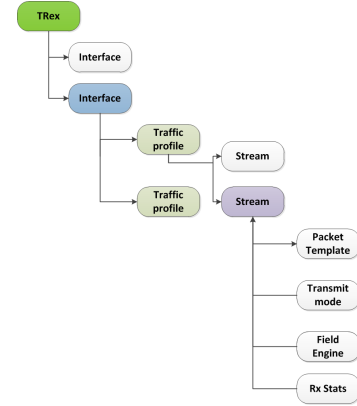 TRex
Interface
Interface
Traffic
profile
Stream
Traffic
profile
Stream
Packet
Template
Transmit
mode
Field
Engine
Rx Stats